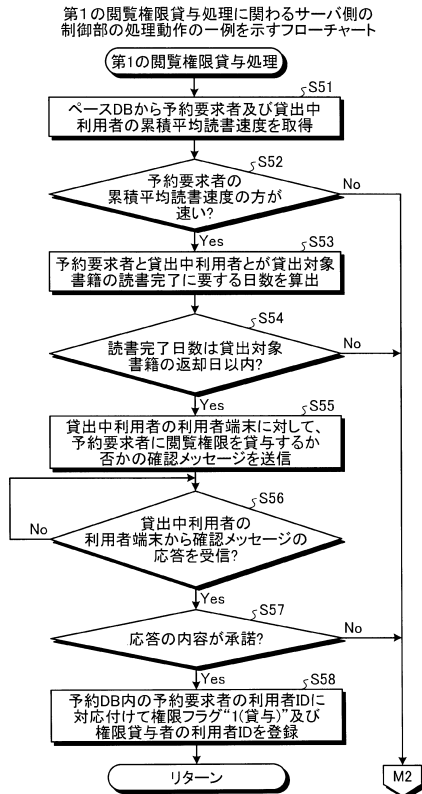 第1の閲覧権限貸与処理に関わるサーバ側の
制御部の処理動作の一例を示すフローチャート
第1の閲覧権限貸与処理
S51
ペースDBから予約要求者及び貸出中
利用者の累積平均読書速度を取得
S52
予約要求者の
累積平均読書速度の方が
速い?
No
Yes
S53
予約要求者と貸出中利用者とが貸出対象
書籍の読書完了に要する日数を算出
S54
読書完了日数は貸出対象
書籍の返却日以内?
No
Yes
S55
貸出中利用者の利用者端末に対して、
予約要求者に閲覧権限を貸与するか
否かの確認メッセージを送信
S56
貸出中利用者の
利用者端末から確認メッセージの
応答を受信?
No
Yes
S57
応答の内容が承諾?
No
Yes
S58
予約DB内の予約要求者の利用者IDに
対応付けて権限フラグ“1(貸与)”及び
権限貸与者の利用者IDを登録
リターン
M2